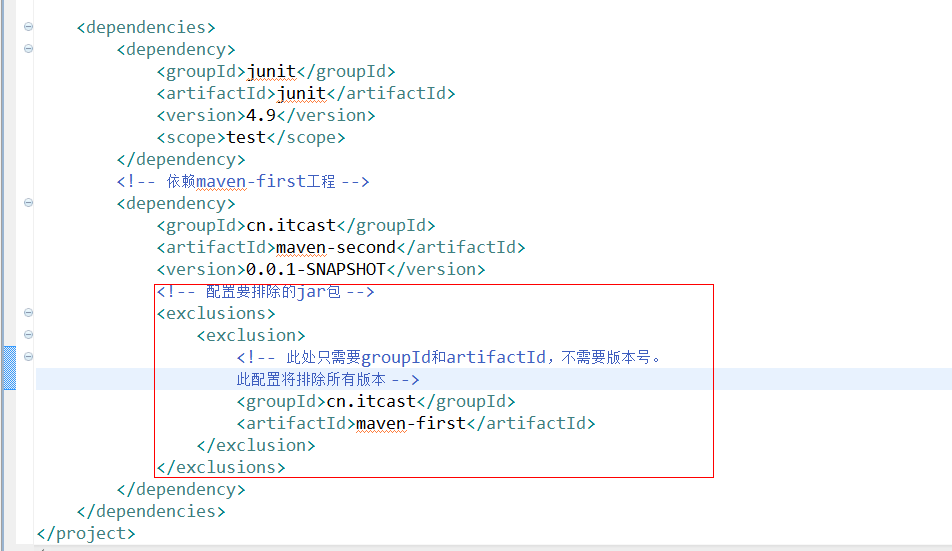 <dependencies>
<dependency>
<groupId>junit</groupId>
<artifactId>junit</artifactId>
<version>4.9</version>
<scope>test</scope>
</dependency>
<!-- 依赖maven-first工程 -->
<dependency>
<groupId>cn.itcast</groupId>
<artifactId>maven-second</artifactId>
<version>0.0.1-SNAPSHOT</version>
<!-- 配置要排除的jar包 -->
<exclusions>
<exclusion>
<!-- 此处只需要groupId和artifactId，不需要版本号。
此配置将排除所有版本 -->
<groupId>cn.itcast</groupId>
<artifactId>maven-first</artifactId>
</exclusion>
</exclusions>
</dependency>
</dependencies>
</project>